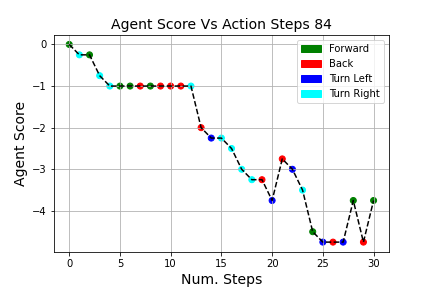 Agent Score Vs Action Steps 84
Forward
Back
Turn Left
Turn Right
Agent Score
0
−1
−2
−3
−4
0 5 10 15 20 25 30
Num. Steps